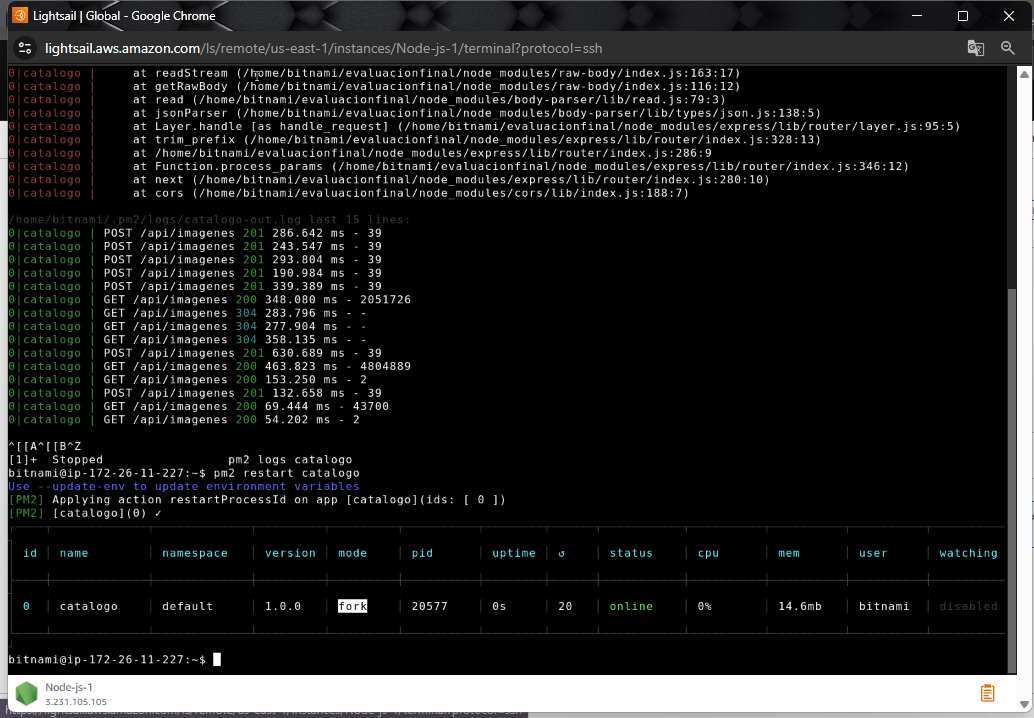 Lightsail | Global - Google Chrome
lightsail.aws.amazon.com/ls/remote/us-east-1/instances/Node-js-1/terminal?protocol=ssh
0|catalogo |     at readStream (/home/bitnami/evaluacionfinal/node_modules/raw-body/index.js:163:17)
0|catalogo |     at getRawBody (/home/bitnami/evaluacionfinal/node_modules/raw-body/index.js:116:12)
0|catalogo |     at read (/home/bitnami/evaluacionfinal/node_modules/body-parser/lib/read.js:79:3)
0|catalogo |     at jsonParser (/home/bitnami/evaluacionfinal/node_modules/body-parser/lib/types/json.js:138:5)
0|catalogo |     at Layer.handle [as handle_request] (/home/bitnami/evaluacionfinal/node_modules/express/lib/router/layer.js:95:5)
0|catalogo |     at trim_prefix (/home/bitnami/evaluacionfinal/node_modules/express/lib/router/index.js:328:13)
0|catalogo |     at /home/bitnami/evaluacionfinal/node_modules/express/lib/router/index.js:286:9
0|catalogo |     at Function.process_params (/home/bitnami/evaluacionfinal/node_modules/express/lib/router/index.js:346:12)
0|catalogo |     at next (/home/bitnami/evaluacionfinal/node_modules/express/lib/router/index.js:280:10)
0|catalogo |     at cors (/home/bitnami/evaluacionfinal/node_modules/cors/lib/index.js:188:7)
/home/bitnami/.pm2/logs/catalogo-out.log last 15 lines:
0|catalogo | POST /api/imagenes 201 286.642 ms - 39
0|catalogo | POST /api/imagenes 201 243.547 ms - 39
0|catalogo | POST /api/imagenes 201 293.804 ms - 39
0|catalogo | POST /api/imagenes 201 190.984 ms - 39
0|catalogo | POST /api/imagenes 201 339.389 ms - 39
0|catalogo | GET /api/imagenes 200 348.080 ms - 2051726
0|catalogo | GET /api/imagenes 304 283.796 ms - -
0|catalogo | GET /api/imagenes 304 277.904 ms - -
0|catalogo | GET /api/imagenes 304 358.135 ms - -
0|catalogo | POST /api/imagenes 201 630.689 ms - 39
0|catalogo | GET /api/imagenes 200 463.823 ms - 4804889
0|catalogo | GET /api/imagenes 200 153.250 ms - 2
0|catalogo | POST /api/imagenes 201 132.658 ms - 39
0|catalogo | GET /api/imagenes 200 69.444 ms - 43700
0|catalogo | GET /api/imagenes 200 54.202 ms - 2
^[[A^[[B^Z
[1]+  Stopped                 pm2 logs catalogo
bitnami@ip-172-26-11-227:~$ pm2 restart catalogo
Use --update-env to update environment variables
[PM2] Applying action restartProcessId on app [catalogo](ids: [ 0 ])
[PM2] [catalogo](0) ✓
id | name | namespace | version | mode | pid | uptime | ↺ | status | cpu | mem | user | watching
0 | catalogo | default | 1.0.0 | fork | 20577 | 0s | 20 | online | 0% | 14.6mb | bitnami | disabled
bitnami@ip-172-26-11-227:~$
Node-js-1
3.231.105.105
https://lightsail.aws.amazon.com/ls/remote/us-east-1/instances/Node-js-1/terminal?protocol=ssh